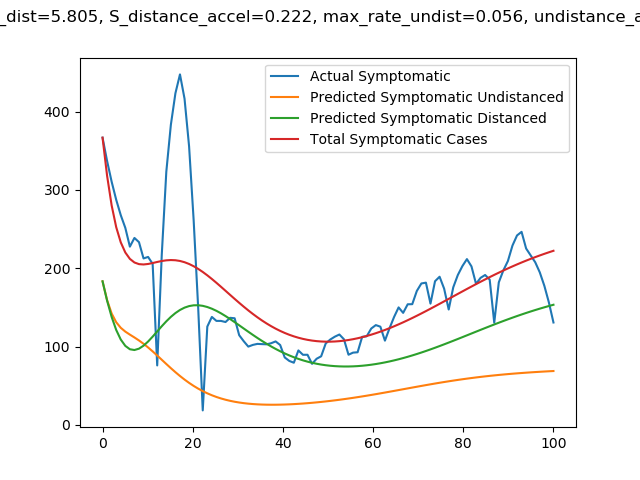 _dist=5.805, S_distance_accel=0.222, max_rate_undist=0.056, undistance_a
Actual Symptomatic
Predicted Symptomatic Undistanced
Predicted Symptomatic Distanced
Total Symptomatic Cases
400
300
200
100
0
0 20 40 60 80 100